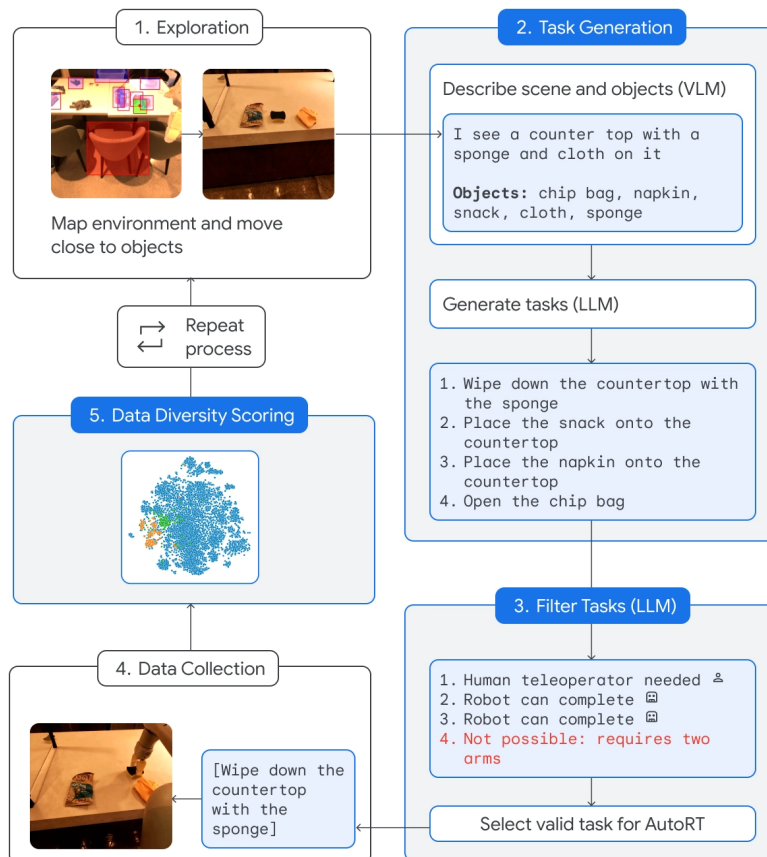 1. Exploration
Map environment and move
close to objects
2. Task Generation
Describe scene and objects (VLM)
I see a counter top with a
sponge and cloth on it
Objects: chip bag, napkin,
snack, cloth, sponge
Generate tasks (LLM)
1. Wipe down the countertop with
the sponge
2. Place the snack onto the
countertop
3. Place the napkin onto the
countertop
4. Open the chip bag
3. Filter Tasks (LLM)
1. Human teleoperator needed
2. Robot can complete
3. Robot can complete
4. Not possible: requires two
arms
Select valid task for AutoRT
4. Data Collection
[Wipe down the
countertop
with the
sponge]
5. Data Diversity Scoring
Repeat
process